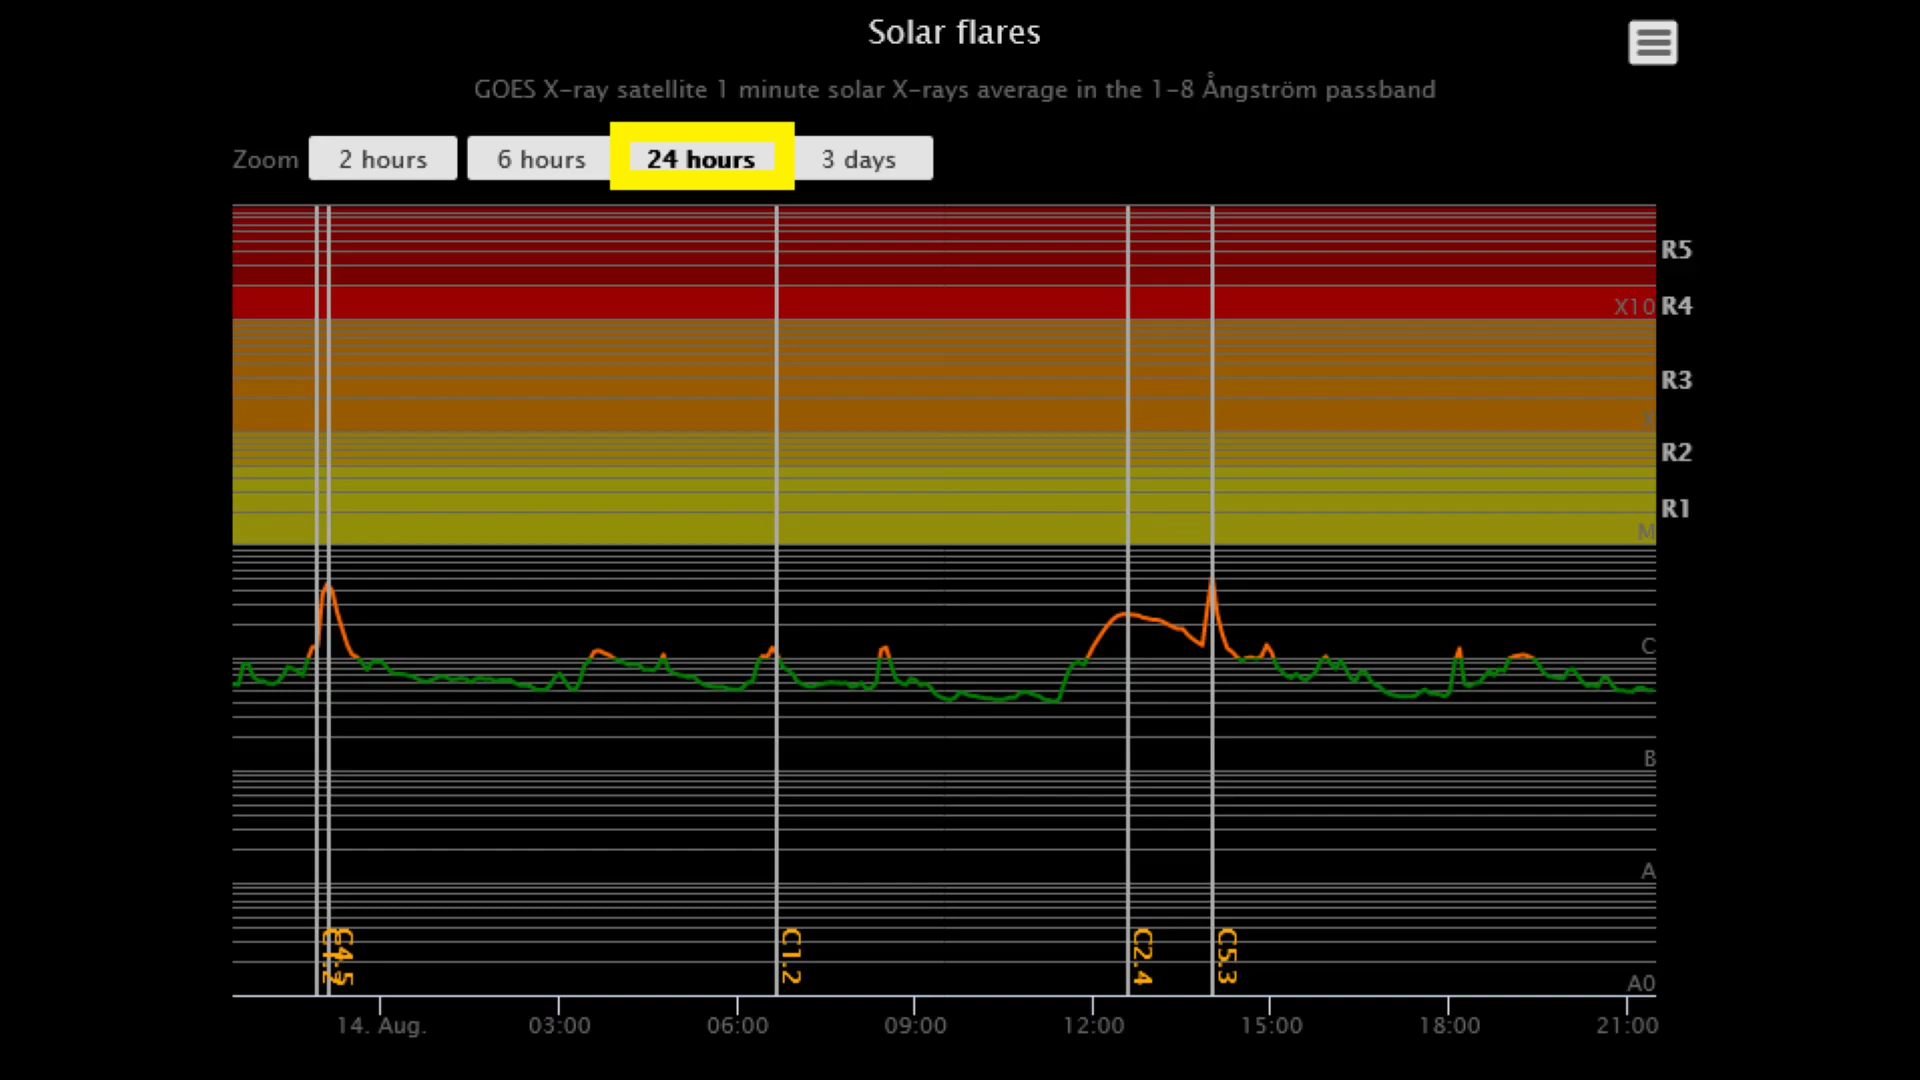 Solar flares
GOES X-ray satellite 1 minute solar X-rays average in the 1-8 Ångström passband
Zoom 2 hours 6 hours 24 hours 3 days
R5
X10 R4
R3
X
R2
R1
M
C
B
A
A0
C4.5
C1.2
C2.4
C5.3
14. Aug. 03:00 06:00 09:00 12:00 15:00 18:00 21:00